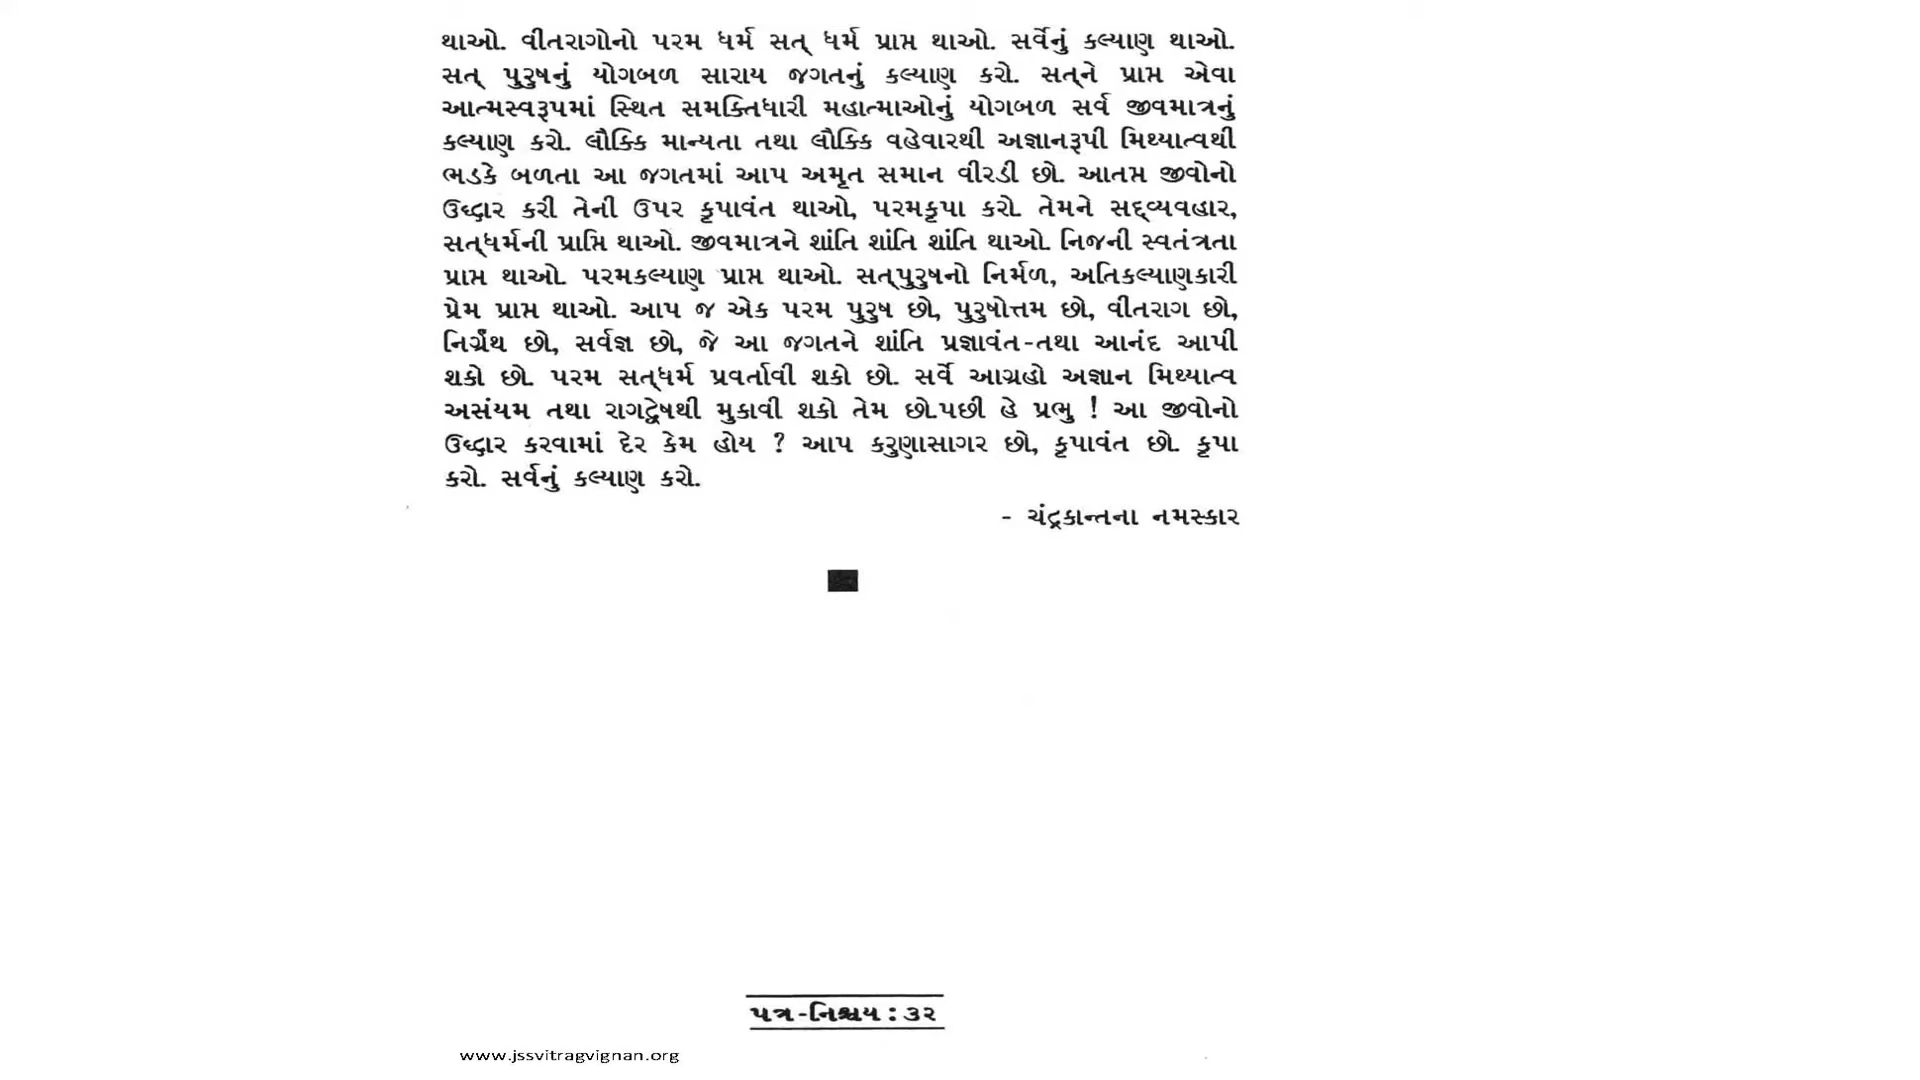 થાઓ. વીતરાગોનો પરમ ધર્મ સત્ ધર્મ પ્રાપ્ત થાઓ. સર્વેનું કલ્યાણ થાઓ.
સત્ પુરુષનું યોગબળ સારાય જગતનું કલ્યાણ કરો. સત્‌ને પ્રાપ્ત એવા
આત્મસ્વરૂપમાં સ્થિત સમક્તિધારી મહાત્માઓનું યોગબળ સર્વ જીવમાત્રનું
કલ્યાણ કરો. લૌક્કિ માન્યતા તથા લૌક્કિ વહેવારથી અજ્ઞાનરૂપી મિથ્યાત્વથી
ભડકે બળતા આ જગતમાં આપ અમૃત સમાન વીરડી છો. આતપ્ત જીવોનો
ઉદ્ધાર કરી તેની ઉપર કૃપાવંત થાઓ, પરમકૃપા કરો. તેમને સદ્‌વ્યવહાર,
સત્‌ધર્મની પ્રાપ્તિ થાઓ. જીવમાત્રને શાંતિ શાંતિ શાંતિ થાઓ. નિજની સ્વતંત્રતા
પ્રાપ્ત થાઓ. પરમકલ્યાણ પ્રાપ્ત થાઓ. સત્‌પુરુષનો નિર્મળ, અતિકલ્યાણકારી
પ્રેમ પ્રાપ્ત થાઓ. આપ જ એક પરમ પુરુષ છો, પુરુષોત્તમ છો, વીતરાગ છો,
નિર્ગ્રંથ છો, સર્વજ્ઞ છો, જે આ જગતને શાંતિ પ્રજ્ઞાવંત-તથા આનંદ આપી
શકો છો. પરમ સત્‌ધર્મ પ્રવર્તાવી શકો છો. સર્વે આગ્રહો અજ્ઞાન મિથ્યાત્વ
અસંયમ તથા રાગદ્વેષથી મુકાવી શકો તેમ છો.પછી હે પ્રભુ ! આ જીવોનો
ઉદ્ધાર કરવામાં દેર કેમ હોય ? આપ કરુણાસાગર છો, કૃપાવંત છો. કૃપા
કરો. સર્વનું કલ્યાણ કરો.
- ચંદ્રકાન્તના નમસ્કાર
પત્ર-નિશ્ચય : ૩૨
www.jssvitragvignan.org